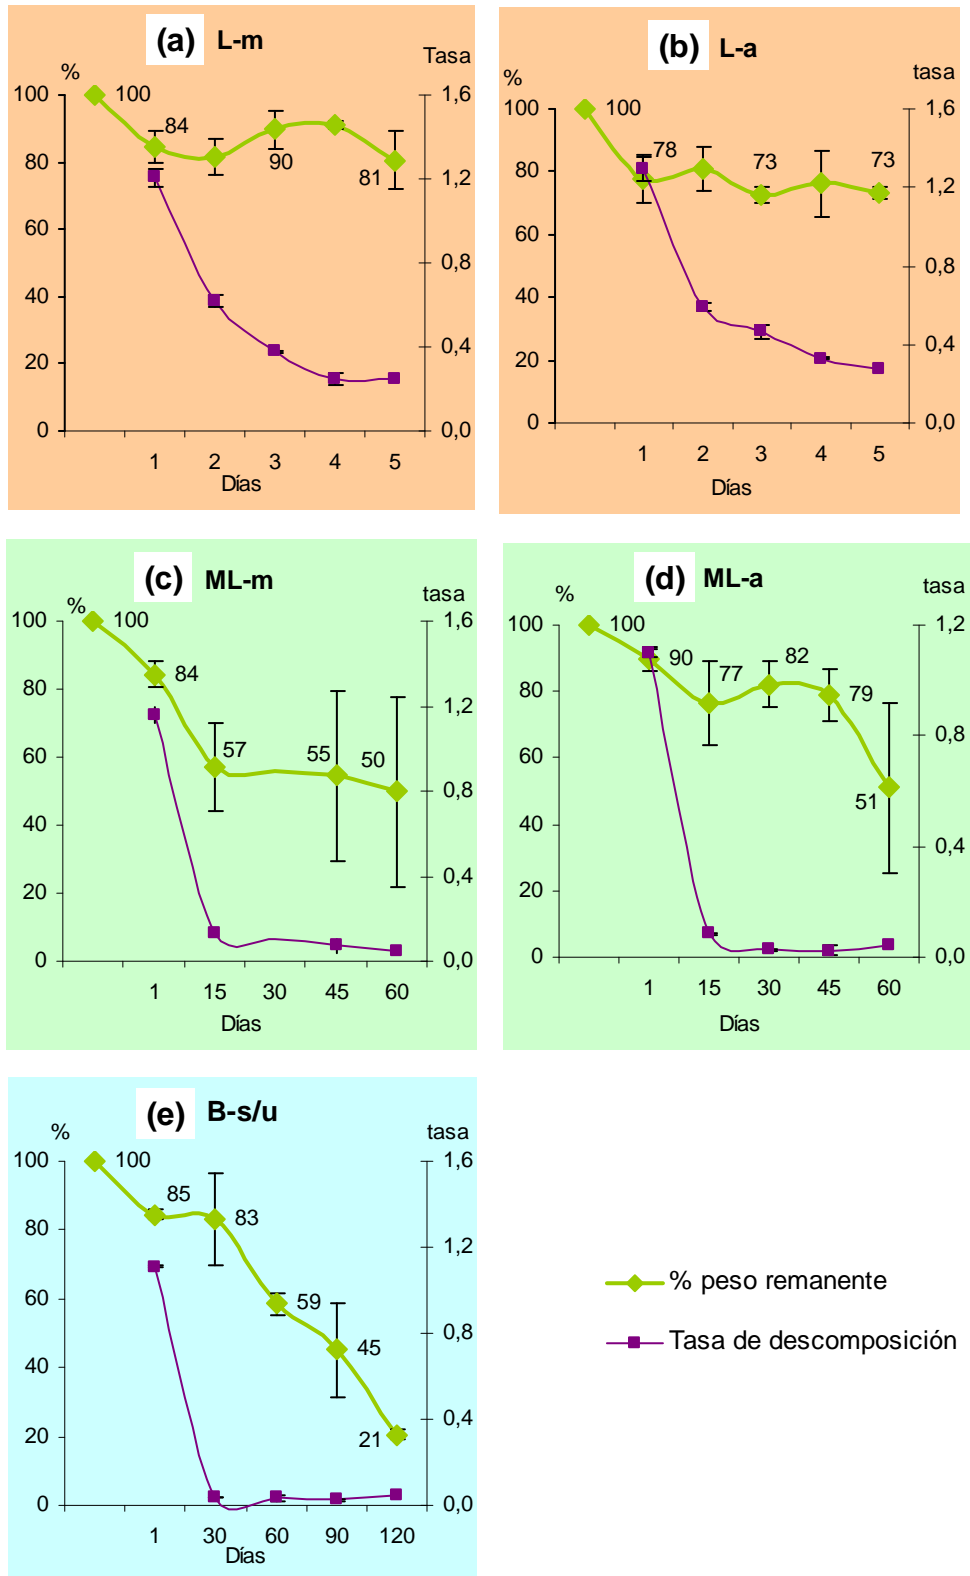 (a) L-m
% Tasa
100 100 1,6
84
80 90 81 1,2
60
0,8
40
0,4
20
0 0,0
1 2 3 4 5
Días
(b) L-a
% tasa
100 100 1,6
78 73 73
80 1,2
60
0,8
40
0,4
20
0 0,0
1 2 3 4 5
Días
(c) ML-m
% tasa
100 100 1,6
84
80
1,2
60 57 55 50
0,8
40
0,4
20
0 0,0
1 15 30 45 60
Días
(d) ML-a
% tasa
100 100 1,2
90 77 82 79
80
0,8
60
51
40
0,4
20
0 0,0
1 15 30 45 60
Días
(e) B-s/u
% tasa
100 100 1,6
85 83
80
1,2
60 59
0,8
45
40
0,4
20 21
0 0,0
1 30 60 90 120
Días
% peso remanente
Tasa de descomposición